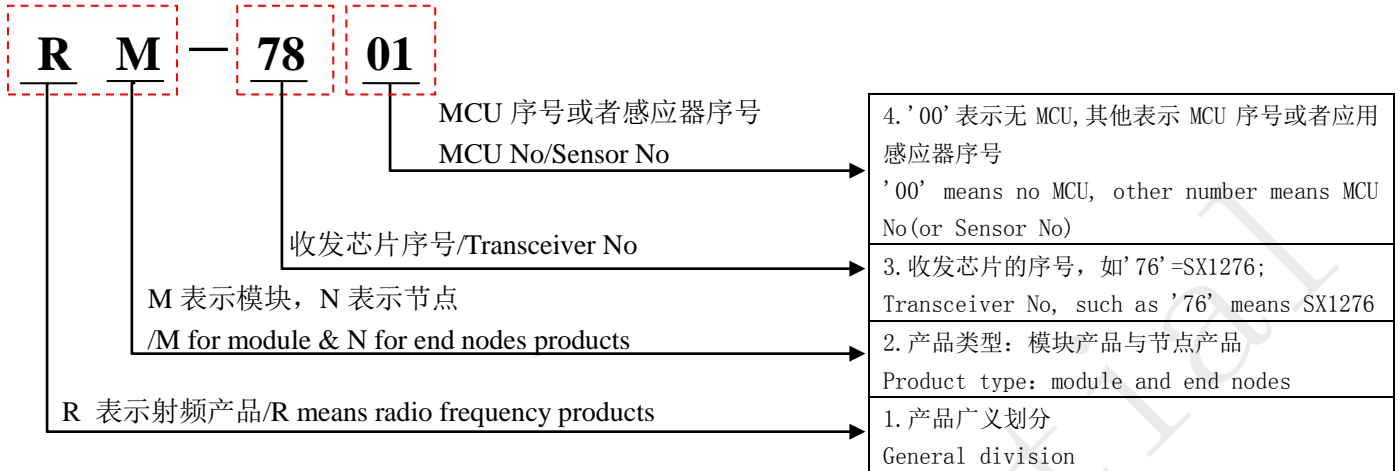 R M — 78 01
MCU 序号或者感应器序号
MCU No/Sensor No
4.'00'表示无 MCU,其他表示 MCU 序号或者应用
感应器序号
'00' means no MCU, other number means MCU
No(or Sensor No)
收发芯片序号/Transceiver No
3.收发芯片的序号，如'76'=SX1276;
Transceiver No, such as '76' means SX1276
M 表示模块，N 表示节点
/M for module & N for end nodes products
2.产品类型：模块产品与节点产品
Product type：module and end nodes
R 表示射频产品/R means radio frequency products
1.产品广义划分
General division
tial